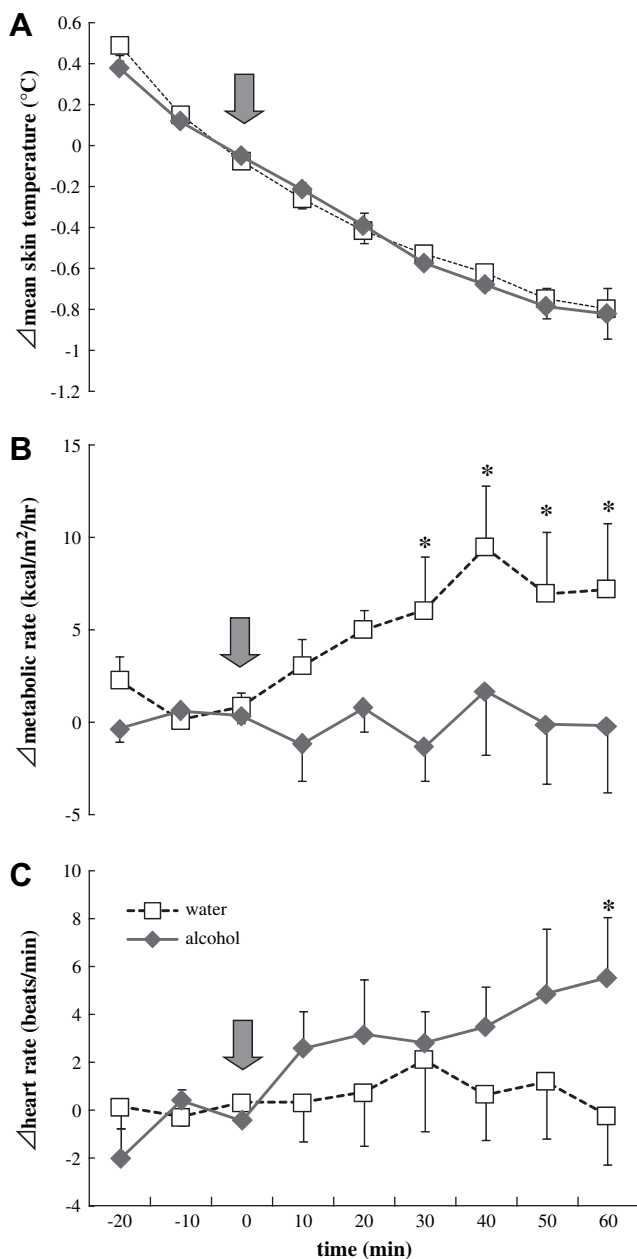 A
⊿mean skin temperature (°C)
0.6
0.4
0.2
0
-0.2
-0.4
-0.6
-0.8
-1
-1.2
B
⊿metabolic rate (kcal/m²/hr)
15
10
5
0
-5
*
*
*
*
C
⊿heart rate (beats/min)
10
8
6
4
2
0
-2
-4
water
alcohol
*
-20 -10 0 10 20 30 40 50 60
time (min)